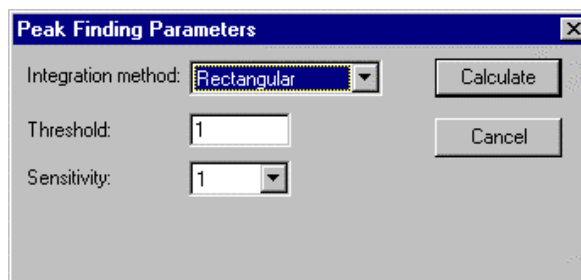 Peak Finding Parameters
Integration method: Rectangular Calculate
Threshold: 1 Cancel
Sensitivity: 1